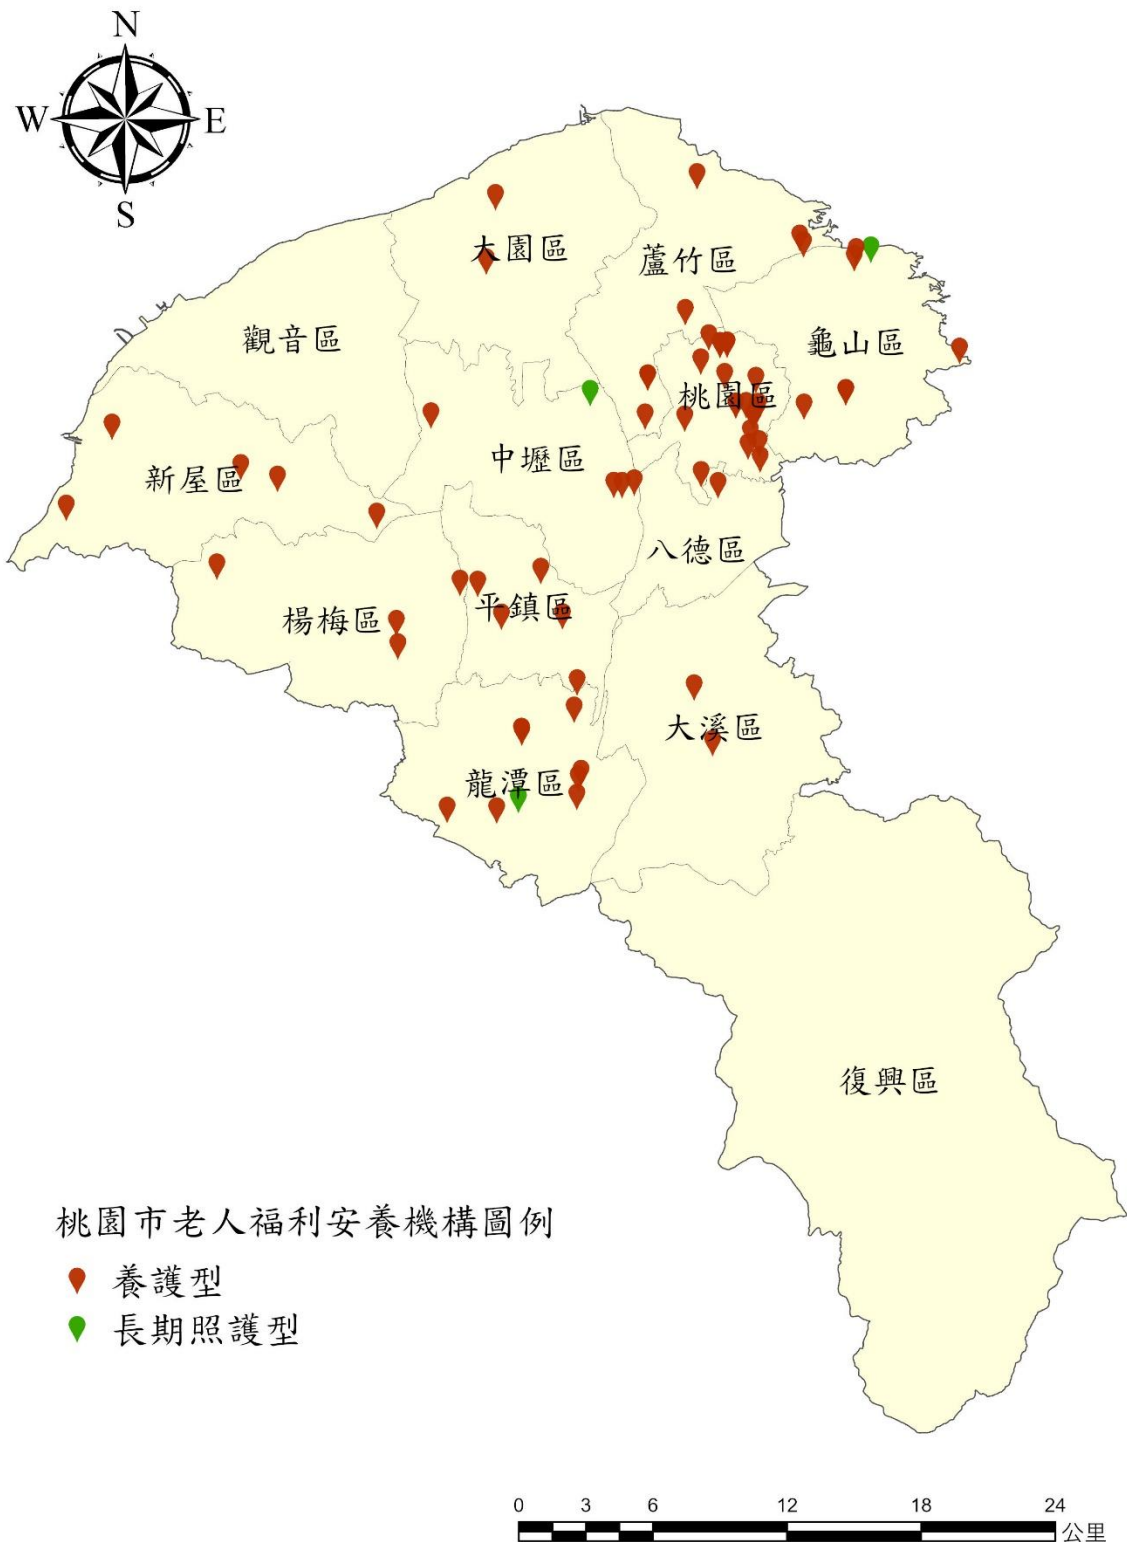 N
W
E
S
大園區
蘆竹區
觀音區
龜山區
桃園區
中壢區
新屋區
八德區
平鎮區
楊梅區
大溪區
龍潭區
復興區
桃園市老人福利安養機構圖例
養護型
長期照護型
0 3 6 12 18 24
公里